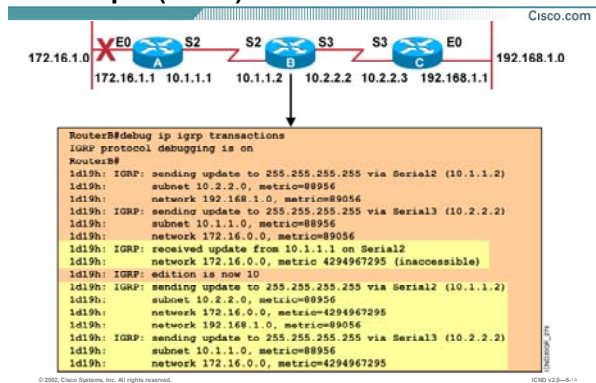 Cisco.com
172.16.1.0
E0
S2
S2
S3
S3
E0
192.168.1.0
A
B
C
172.16.1.1 10.1.1.1
10.1.1.2
10.2.2.2 10.2.2.3 192.168.1.1
RouterB#debug ip igrp transactions
IGRP protocol debugging is on
RouterB#
1d19h: IGRP: sending update to 255.255.255.255 via Serial2 (10.1.1.2)
1d19h: subnet 10.2.2.0, metric=88956
1d19h: network 192.168.1.0, metric=89056
1d19h: IGRP: sending update to 255.255.255.255 via Serial3 (10.2.2.2)
1d19h: subnet 10.1.1.0, metric=88956
1d19h: network 172.16.0.0, metric=89056
1d19h: IGRP: received update from 10.1.1.1 on Serial2
1d19h: network 172.16.0.0, metric 4294967295 (inaccessible)
1d19h: IGRP: edition is now 10
1d19h: IGRP: sending update to 255.255.255.255 via Serial2 (10.1.1.2)
1d19h: subnet 10.2.2.0, metric=88956
1d19h: network 172.16.0.0, metric=4294967295
1d19h: network 192.168.1.0, metric=89056
1d19h: IGRP: sending update to 255.255.255.255 via Serial3 (10.2.2.2)
1d19h: subnet 10.1.1.0, metric=88956
1d19h: network 172.16.0.0, metric=4294967295
© 2002, Cisco Systems, Inc. All rights reserved.